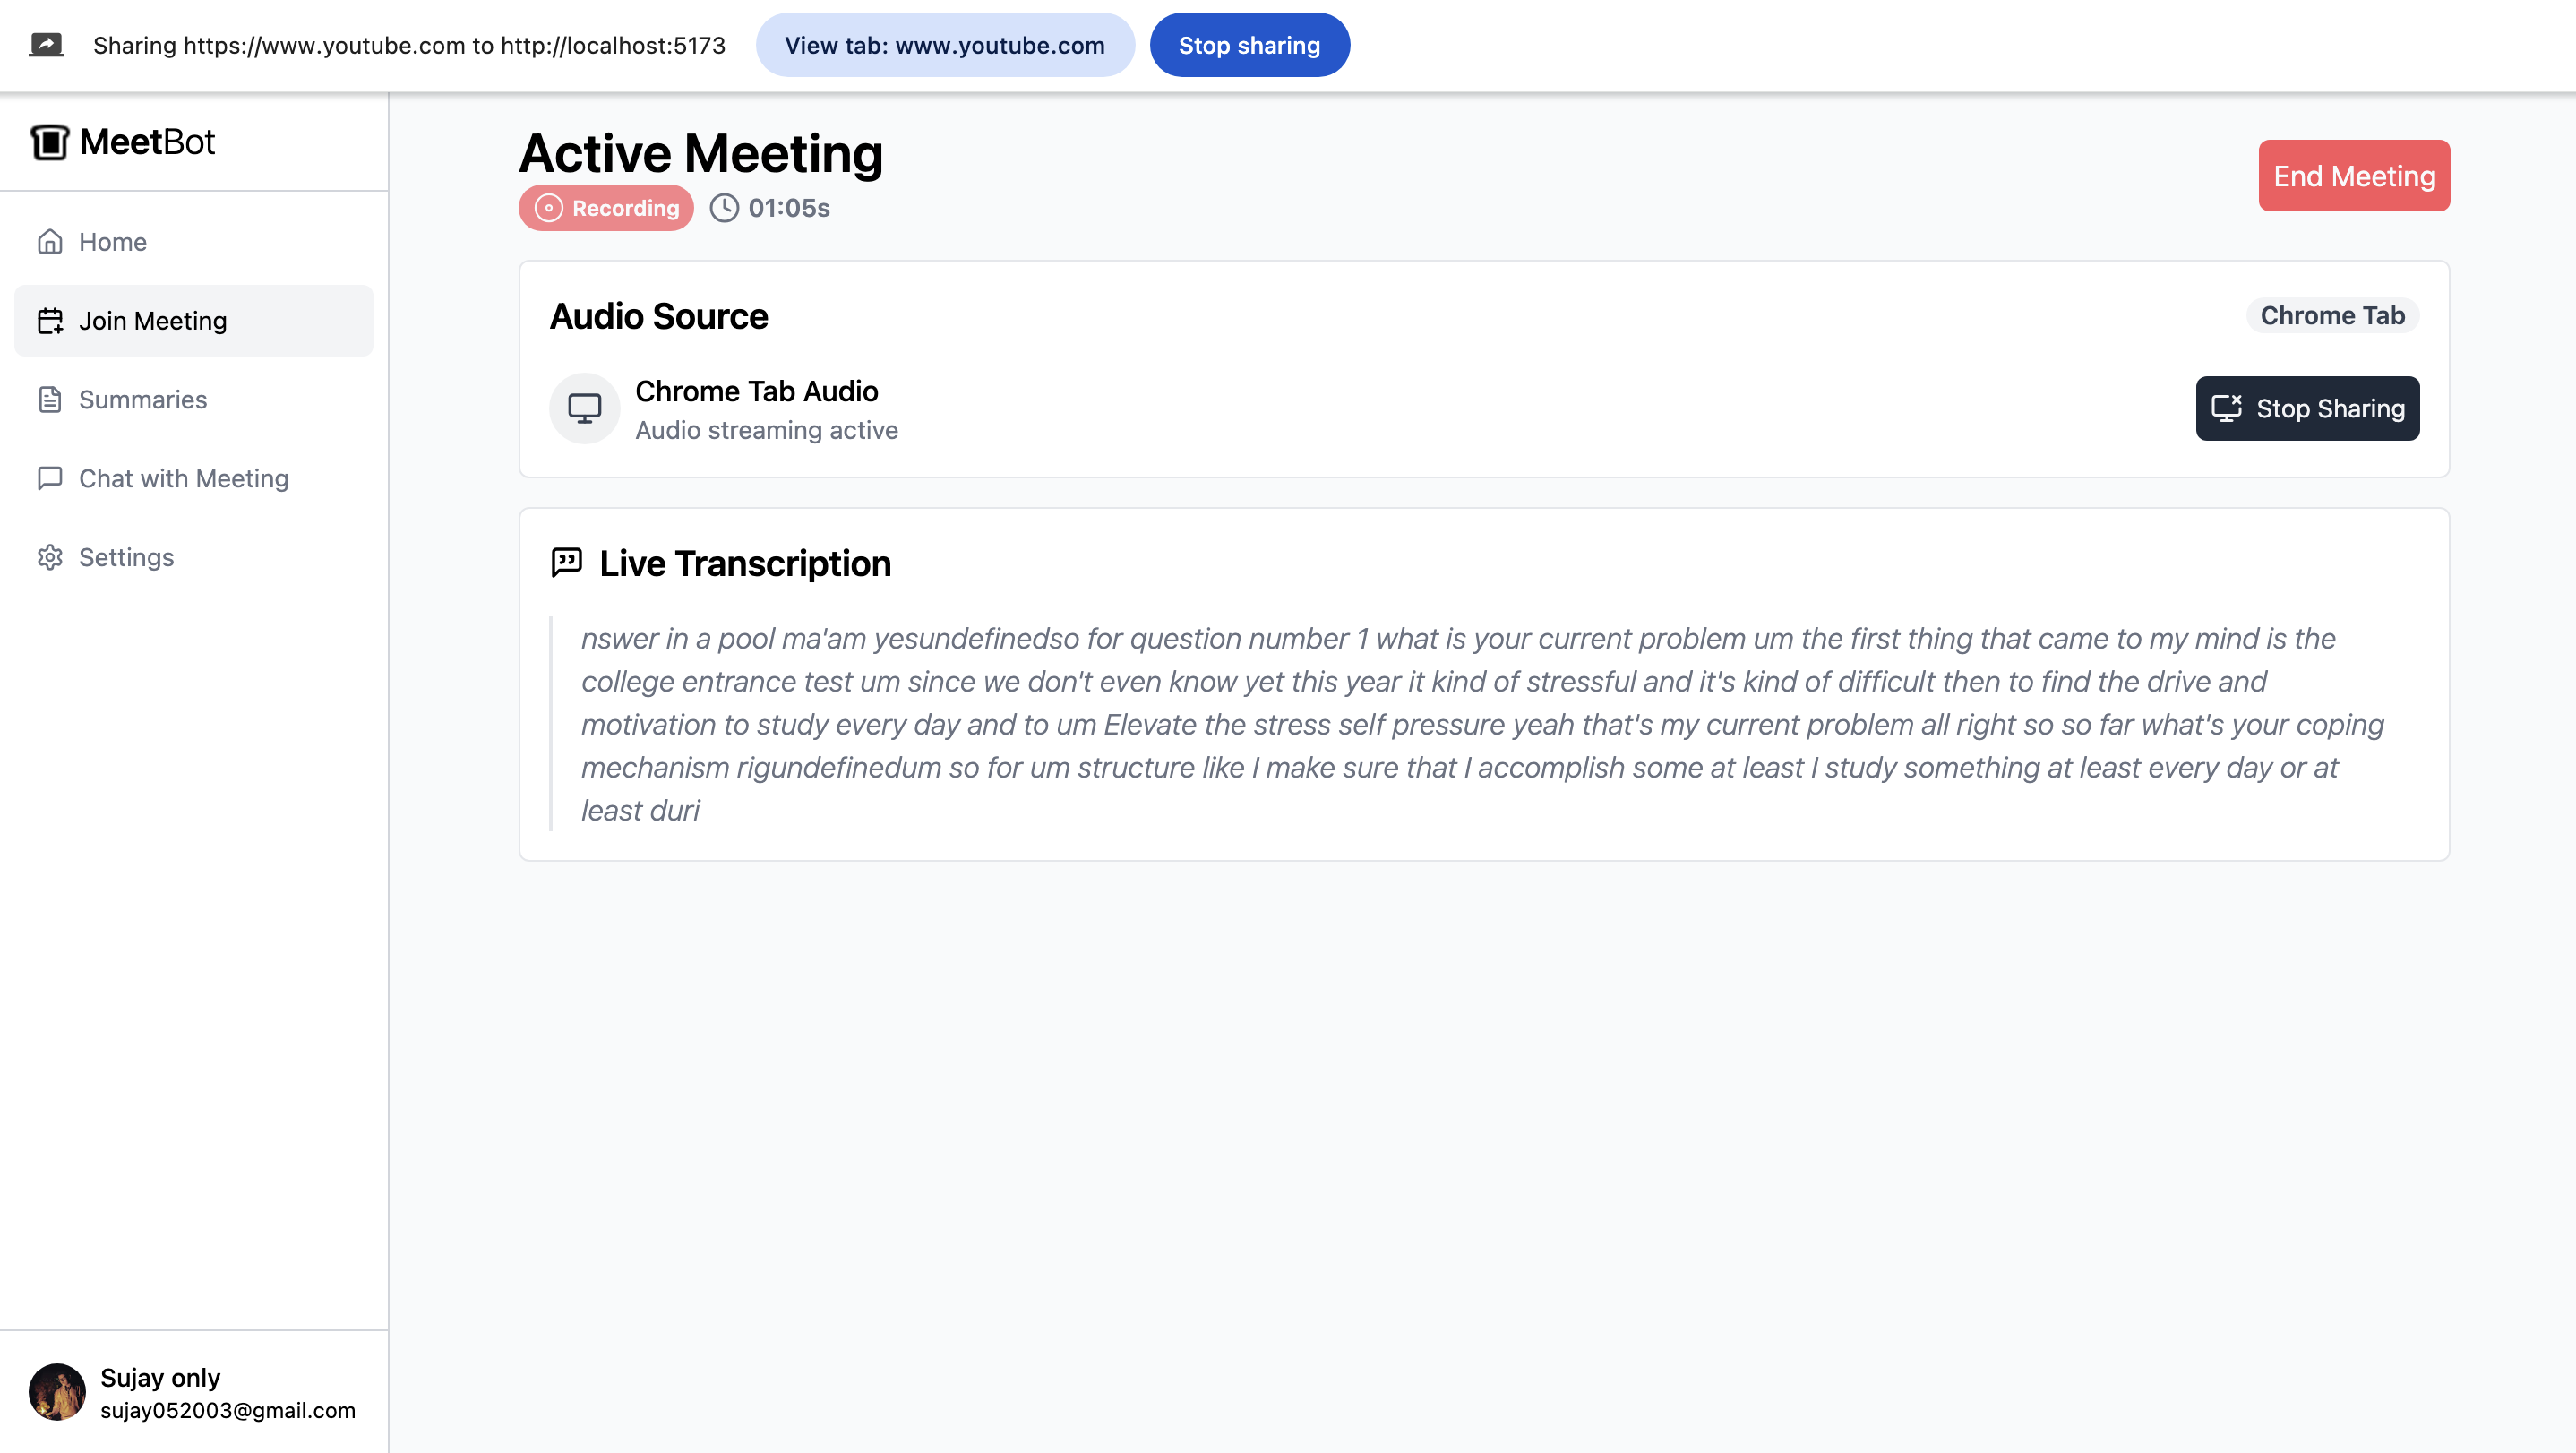 Sharing https://www.youtube.com to http://localhost:5173
View tab: www.youtube.com
Stop sharing
MeetBot
Home
Join Meeting
Summaries
Chat with Meeting
Settings
Sujay only
sujay052003@gmail.com
Active Meeting
Recording
01:05s
End Meeting
Audio Source
Chrome Tab
Chrome Tab Audio
Audio streaming active
Stop Sharing
Live Transcription
nswer in a pool ma'am yesundefinedso for question number 1 what is your current problem um the first thing that came to my mind is the
college entrance test um since we don't even know yet this year it kind of stressful and it's kind of difficult then to find the drive and
motivation to study every day and to um Elevate the stress self pressure yeah that's my current problem all right so so far what's your coping
mechanism rigundefinedum so for um structure like I make sure that I accomplish some at least I study something at least every day or at
least duri